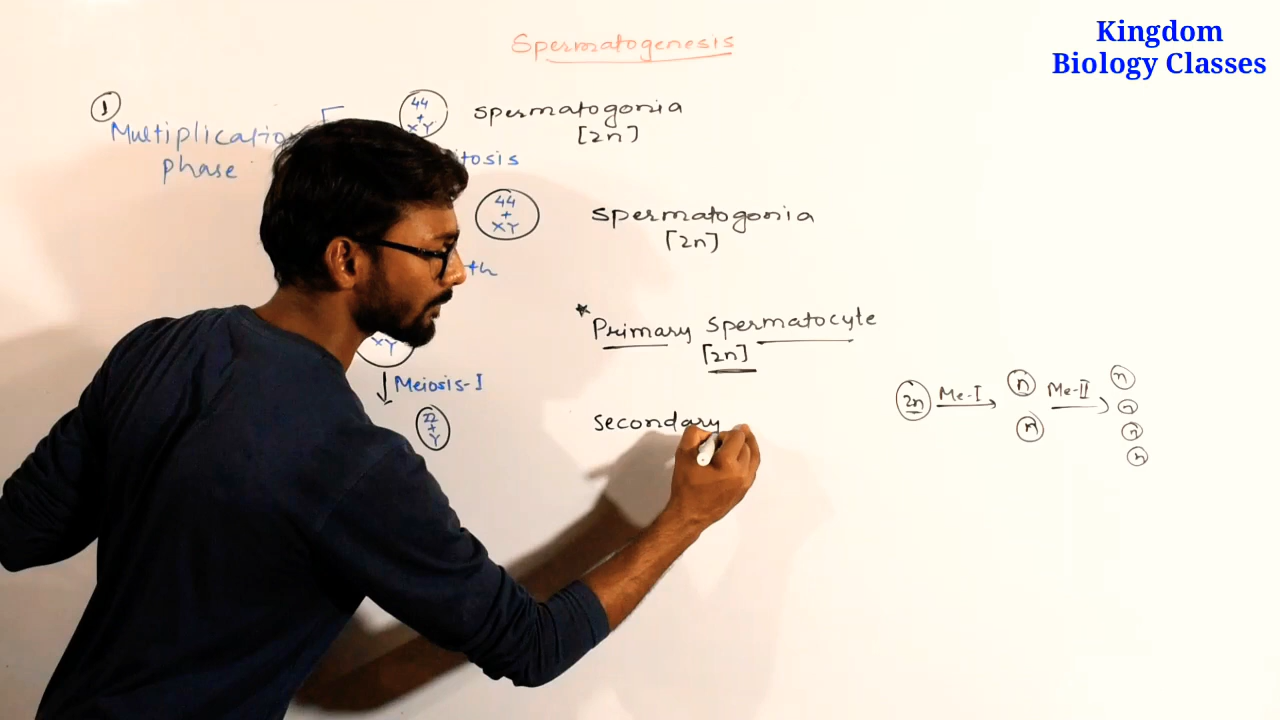 Kingdom
Biology Classes
Spermatogenesis
1
Multiplication
phase
44
+
XY
Spermatogonia
[2n]
itosis
44
+
XY
Spermatogonia
[2n]
th
XY
* Primary Spermatocyte
[2n]
Meiosis-I
22
+
Y
Secondary
2n Me-I n n Me-II n n n n